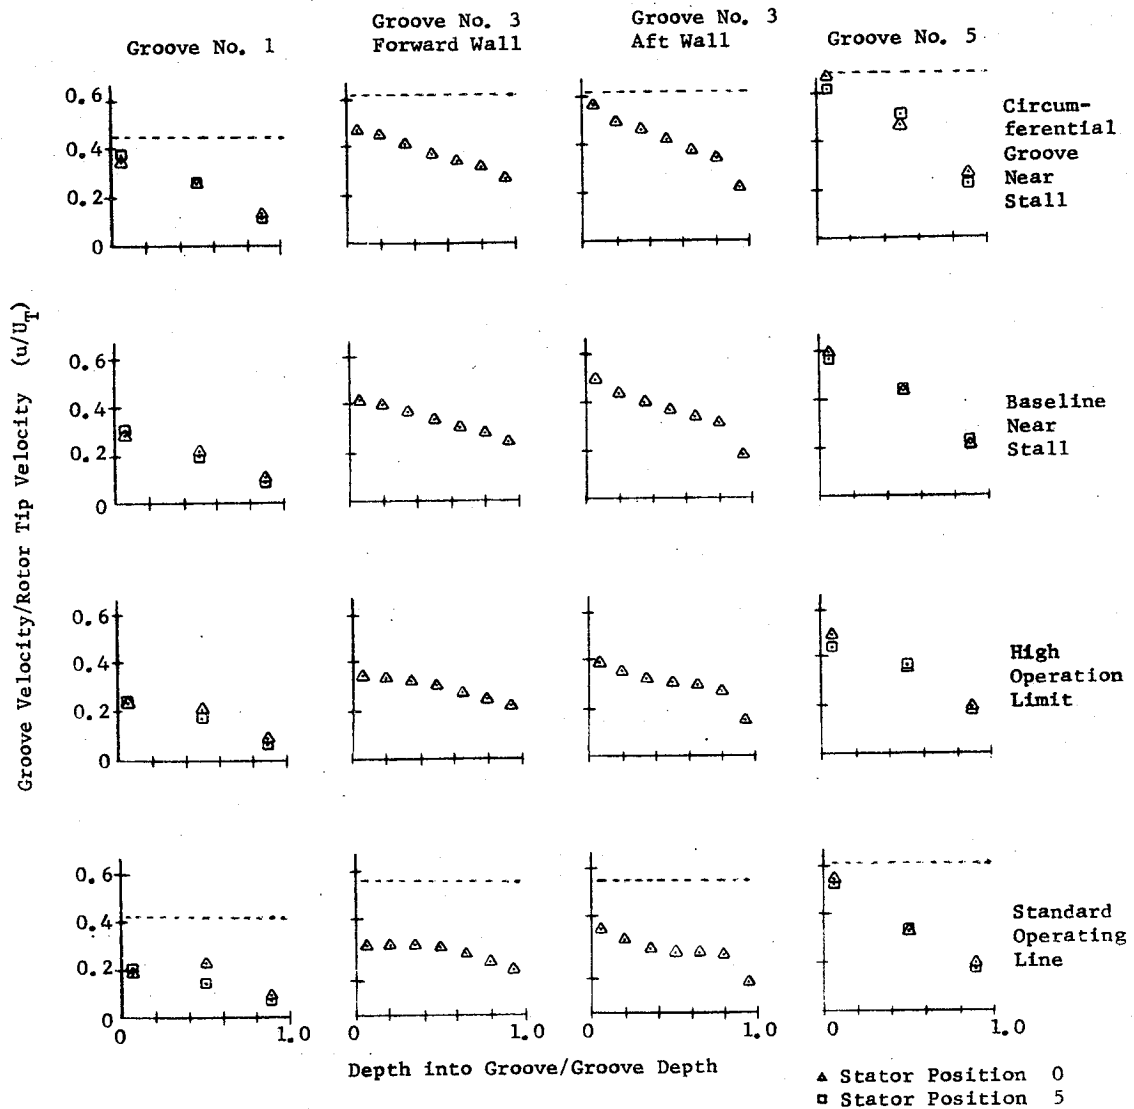 Groove No. 1
Groove No. 3
Forward Wall
Groove No. 3
Aft Wall
Groove No. 5
0.6
0.4
0.2
0
Circum-
ferential
Groove
Near
Stall
0.6
0.4
0.2
0
Baseline
Near
Stall
0.6
0.4
0.2
0
High
Operation
Limit
0.6
0.4
0.2
0
Standard
Operating
Line
0 1.0
0 1.0
0 1.0
0 1.0
Groove Velocity/Rotor Tip Velocity (u/UT)
Depth into Groove/Groove Depth
Stator Position 0
Stator Position 5